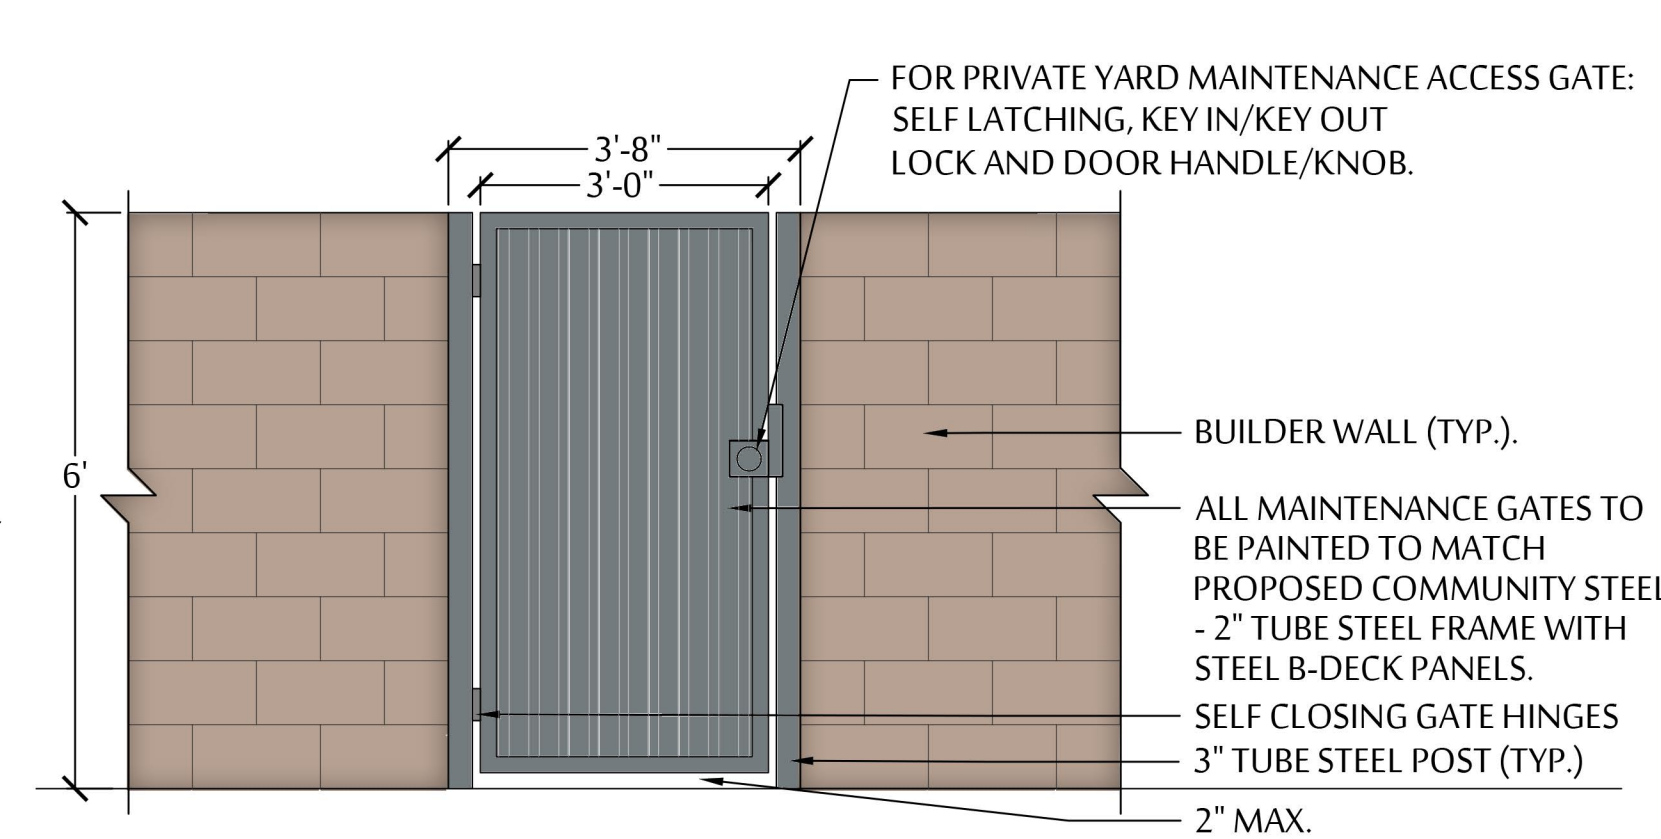 FOR PRIVATE YARD MAINTENANCE ACCESS GATE:
SELF LATCHING, KEY IN/KEY OUT
LOCK AND DOOR HANDLE/KNOB.
3'-8"
3'-0"
6'
BUILDER WALL (TYP.).
ALL MAINTENANCE GATES TO
BE PAINTED TO MATCH
PROPOSED COMMUNITY STEEL
- 2" TUBE STEEL FRAME WITH
STEEL B-DECK PANELS.
SELF CLOSING GATE HINGES
3" TUBE STEEL POST (TYP.)
2" MAX.